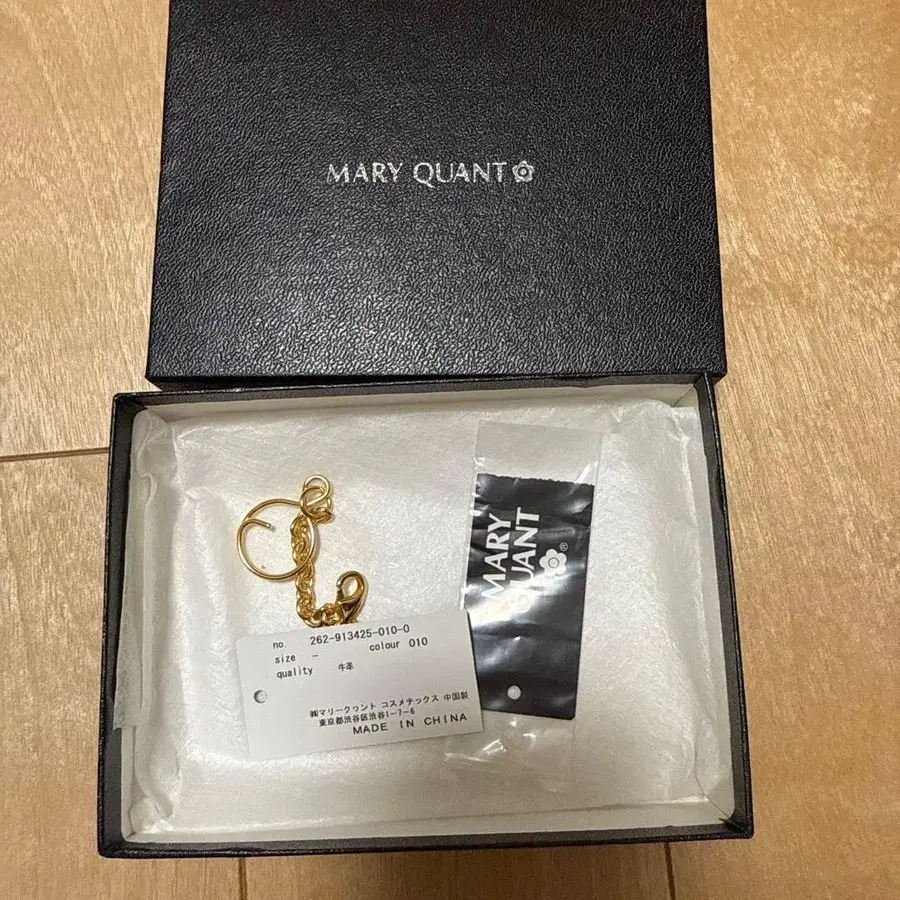 MARY QUANT
no. 262-913425-010-0
size - colour 010
quality 牛革
㈱マリークヮント コスメチックス 中国製
東京都渋谷区渋谷1-7-6
MADE IN CHINA
MARY
QUANT
®